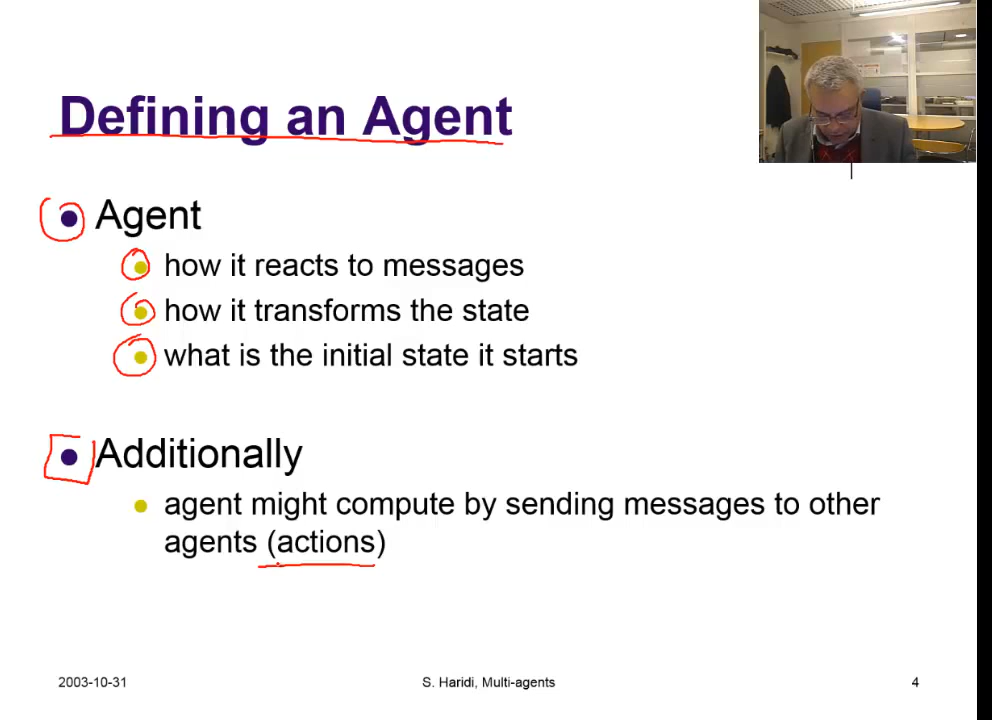 Defining an Agent
Agent
how it reacts to messages
how it transforms the state
what is the initial state it starts
Additionally
agent might compute by sending messages to other
agents (actions)
2003-10-31
S. Haridi, Multi-agents
4